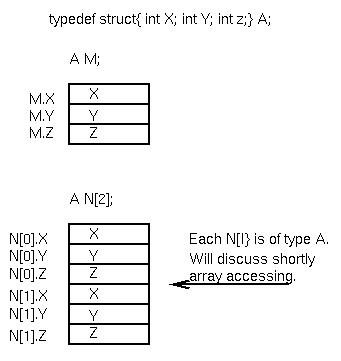 typedef struct{ int X; int Y; int z;} A;
A M;
M.X X
M.Y Y
M.Z Z
A N[2];
N[0].X X
N[0].Y Y
N[0].Z Z
N[1].X X
N[1].Y Y
N[1].Z Z
Each N[I} is of type A.
Will discuss shortly
array accessing.